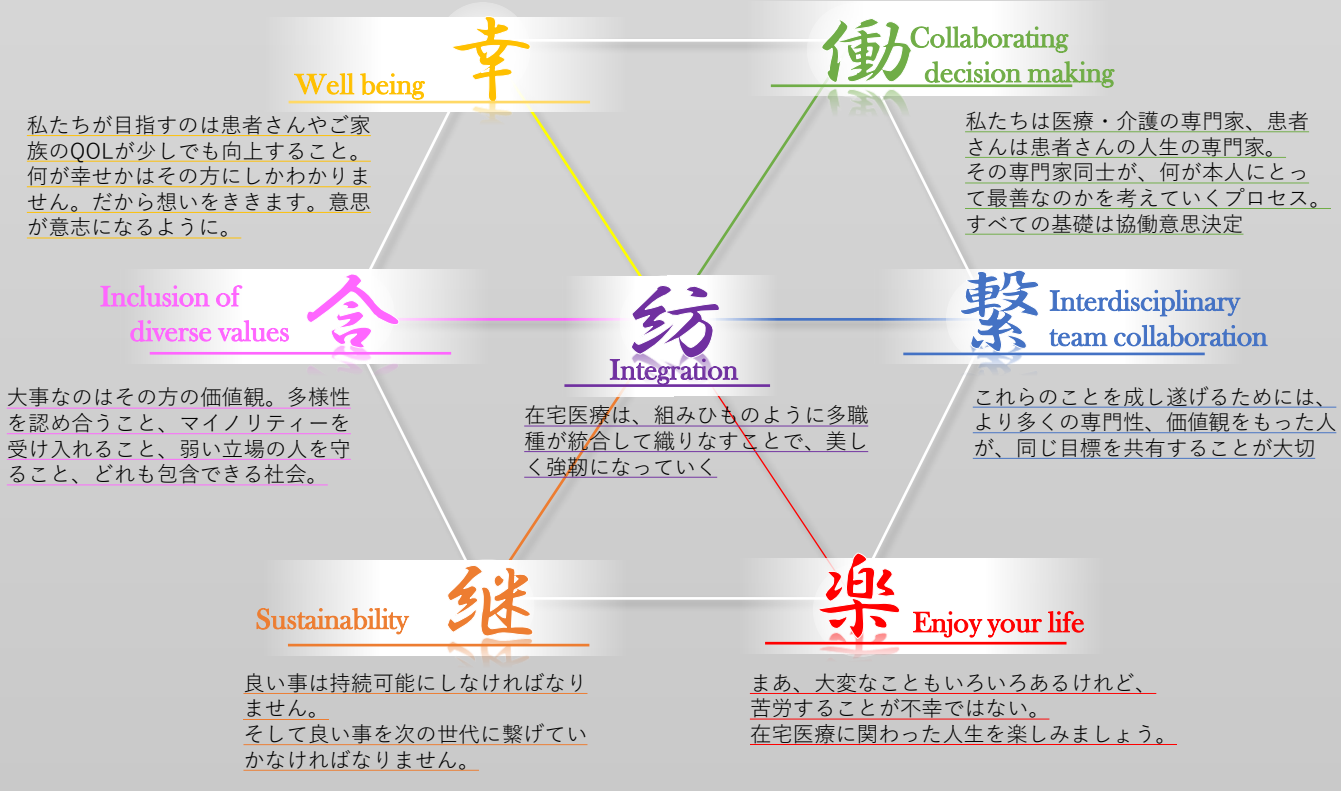 幸
Well being
私たちが目指すのは患者さんやご家
族のQOLが少しでも向上すること。
何が幸せかはその方にしかわかりま
せん。だから想いをききます。意思
が意志になるように。
働
Collaborating
decision making
私たちは医療・介護の専門家、患者
さんは患者さんの人生の専門家。
その専門家同士が、何が本人にとっ
て最善なのかを考えていくプロセス。
すべての基礎は協働意思決定
Inclusion of
diverse values
含
大事なのはその方の価値観。多様性
を認め合うこと、マイノリティーを
受け入れること、弱い立場の人を守
ること、どれも包含できる社会。
紡
Integration
在宅医療は、組みひものように多職
種が統合して織りなすことで、美し
く強靭になっていく
繋
Interdisciplinary
team collaboration
これらのことを成し遂げるためには、
より多くの専門性、価値観をもった人
が、同じ目標を共有することが大切
Sustainability
継
良い事は持続可能にしなければなり
ません。
そして良い事を次の世代に繋げてい
かなければなりません。
楽
Enjoy your life
まあ、大変なこともいろいろあるけれど、
苦労することが不幸ではない。
在宅医療に関わった人生を楽しみましょう。